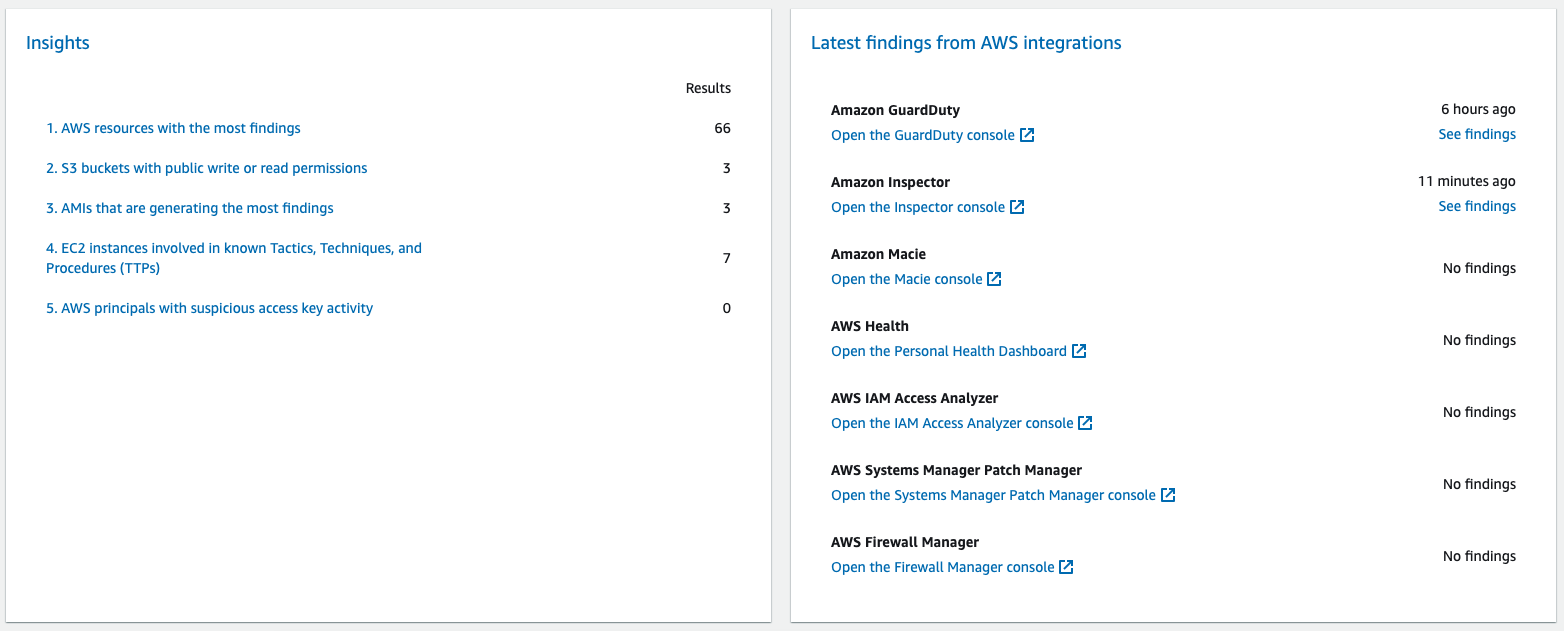 Insights
Results
1. AWS resources with the most findings
66
2. S3 buckets with public write or read permissions
3
3. AMIs that are generating the most findings
3
4. EC2 instances involved in known Tactics, Techniques, and
Procedures (TTPs)
7
5. AWS principals with suspicious access key activity
0
Latest findings from AWS integrations
Amazon GuardDuty
6 hours ago
Open the GuardDuty console
See findings
Amazon Inspector
11 minutes ago
Open the Inspector console
See findings
Amazon Macie
No findings
Open the Macie console
AWS Health
No findings
Open the Personal Health Dashboard
AWS IAM Access Analyzer
No findings
Open the IAM Access Analyzer console
AWS Systems Manager Patch Manager
No findings
Open the Systems Manager Patch Manager console
AWS Firewall Manager
No findings
Open the Firewall Manager console